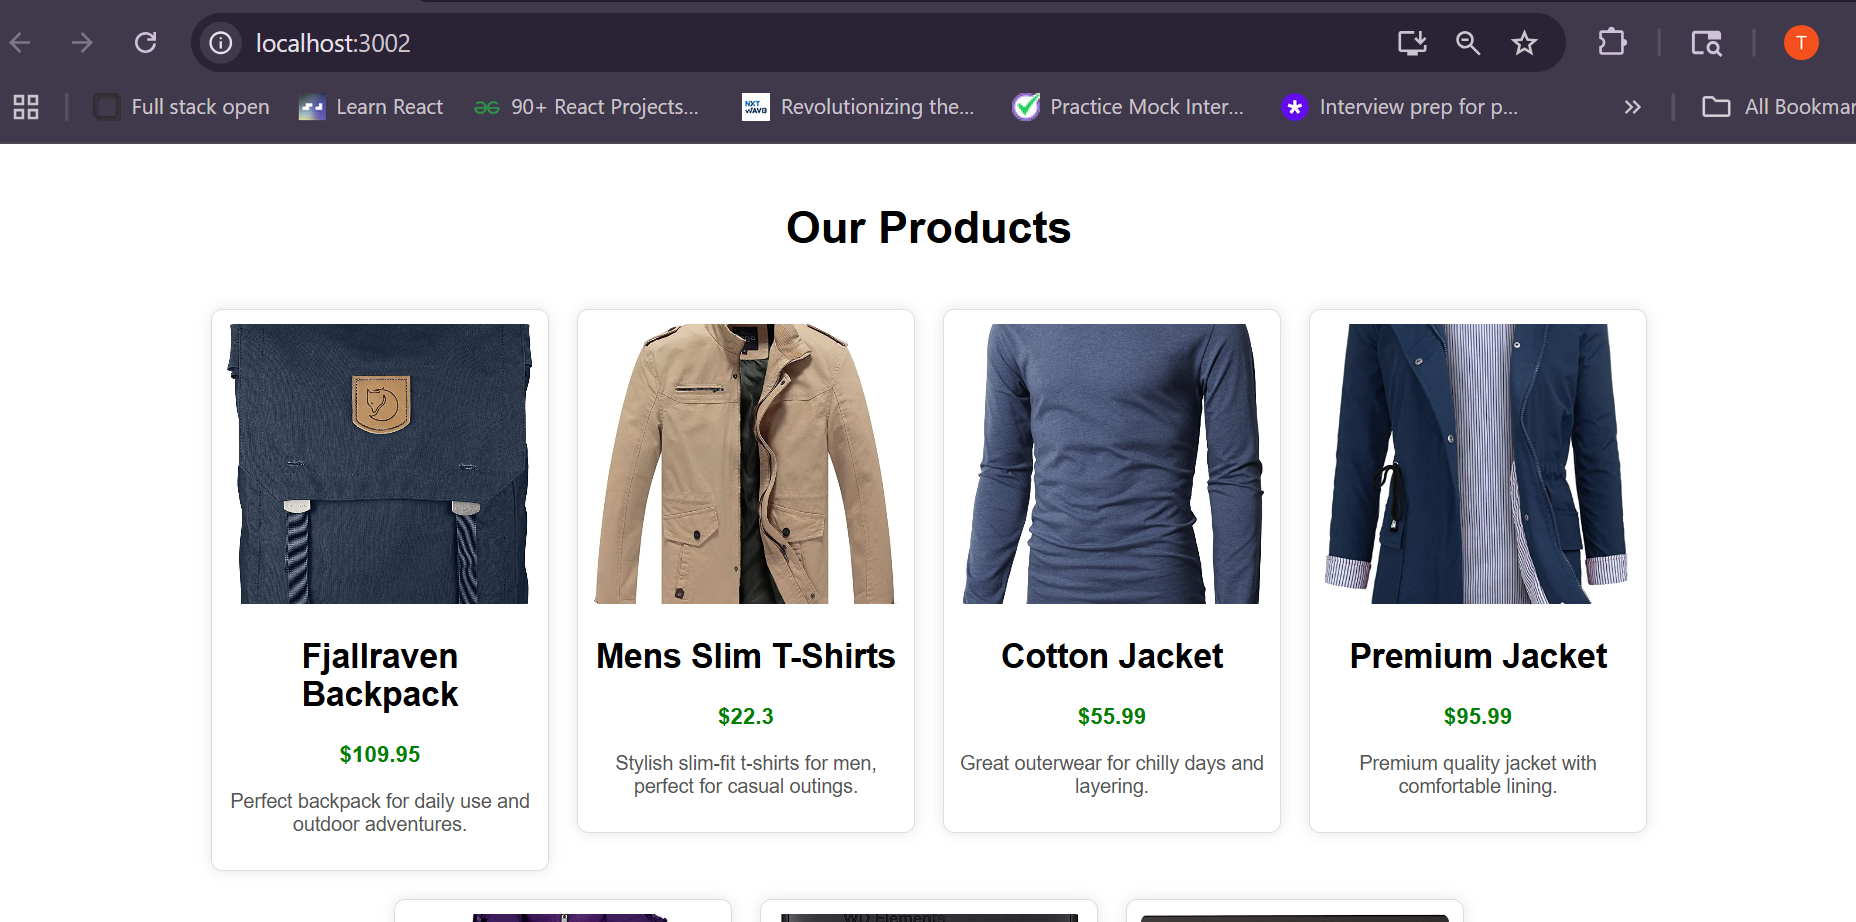 localhost:3002
T
Full stack open
Learn React
90+ React Projects...
Revolutionizing the...
Practice Mock Inter...
Interview prep for p...
All Bookmar
Our Products
Fjallraven
Backpack
$109.95
Perfect backpack for daily use and
outdoor adventures.
Mens Slim T-Shirts
$22.3
Stylish slim-fit t-shirts for men,
perfect for casual outings.
Cotton Jacket
$55.99
Great outerwear for chilly days and
layering.
Premium Jacket
$95.99
Premium quality jacket with
comfortable lining.
WD Elements